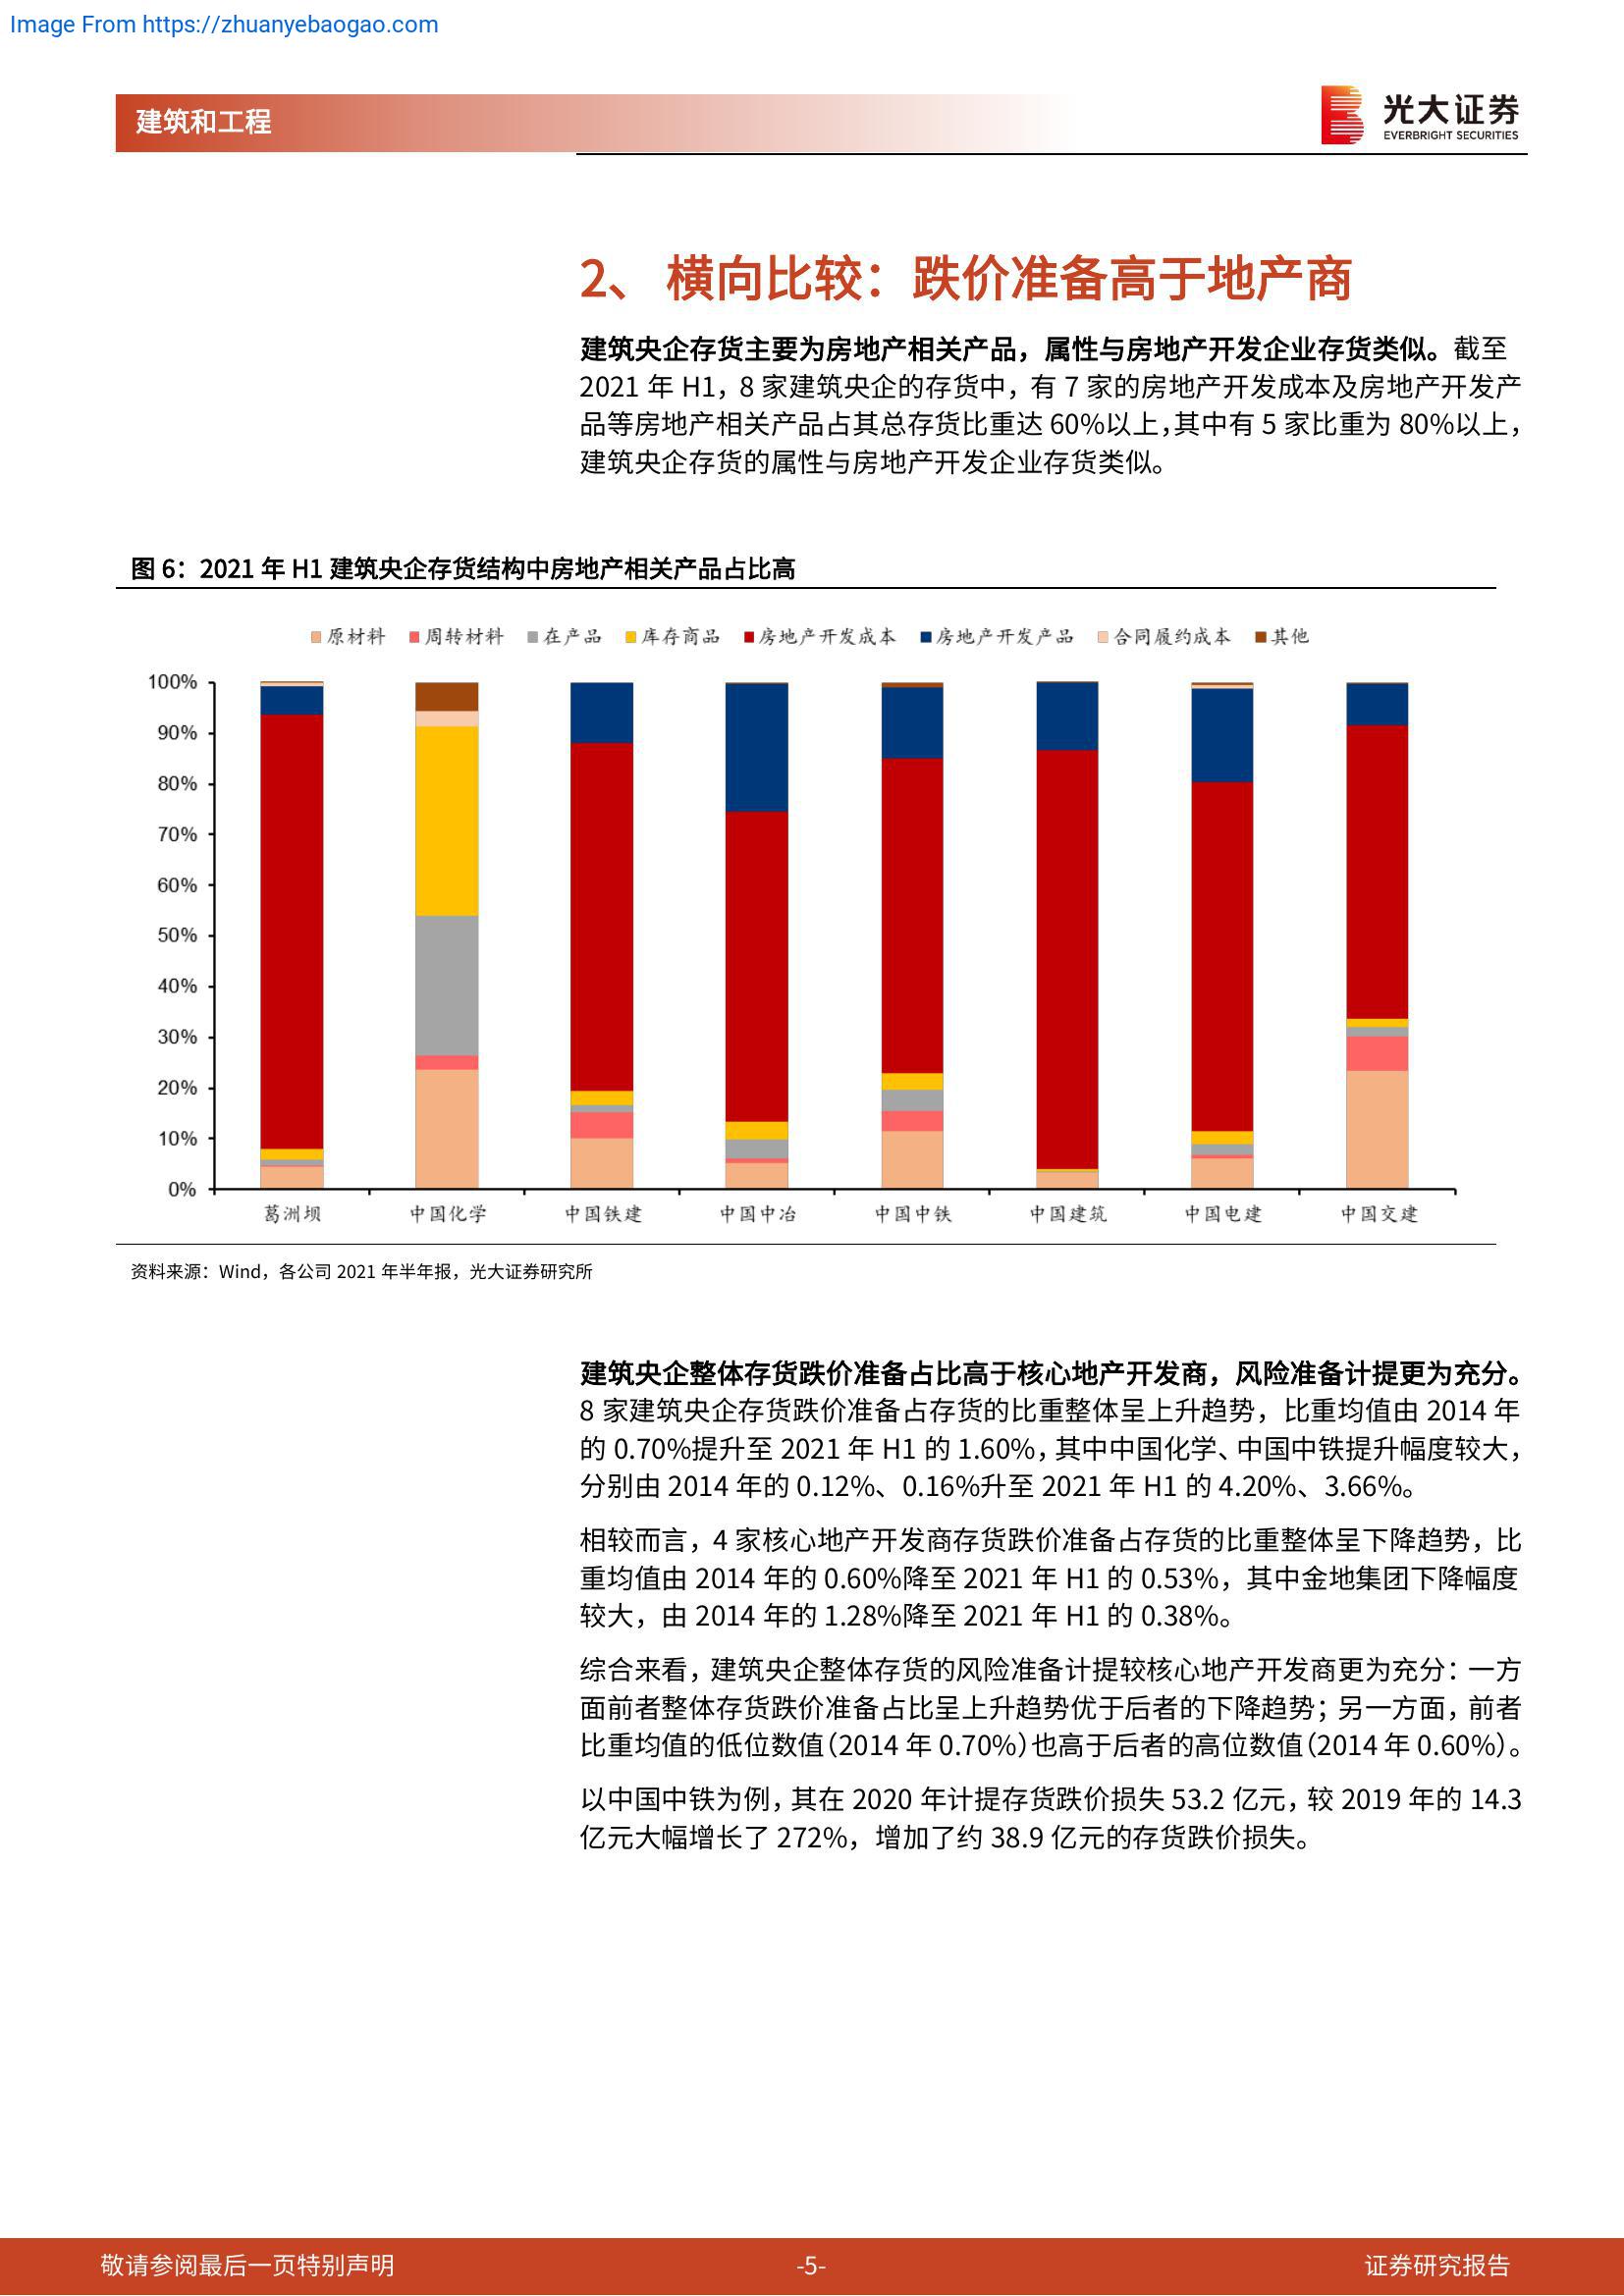 Image From https://zhuanyebaogao.com
建筑和工程
光大证券
EVERBRIGHT SECURITIES
2、 横向比较：跌价准备高于地产商
建筑央企存货主要为房地产相关产品，属性与房地产开发企业存货类似。截至
2021 年 H1，8 家建筑央企的存货中，有 7 家的房地产开发成本及房地产开发产
品等房地产相关产品占其总存货比重达 60%以上，其中有 5 家比重为 80%以上，
建筑央企存货的属性与房地产开发企业存货类似。
图 6：2021 年 H1 建筑央企存货结构中房地产相关产品占比高
原材料 周转材料 在产品 库存商品 房地产开发成本 房地产开发产品 合同履约成本 其他
100%
90%
80%
70%
60%
50%
40%
30%
20%
10%
0%
葛洲坝 中国化学 中国铁建 中国中冶 中国中铁 中国建筑 中国电建 中国交建
资料来源：Wind，各公司 2021 年半年报，光大证券研究所
建筑央企整体存货跌价准备占比高于核心地产开发商，风险准备计提更为充分。
8 家建筑央企存货跌价准备占存货的比重整体呈上升趋势，比重均值由 2014 年
的 0.70%提升至 2021 年 H1 的 1.60%，其中中国化学、中国中铁提升幅度较大，
分别由 2014 年的 0.12%、0.16%升至 2021 年 H1 的 4.20%、3.66%。
相较而言，4 家核心地产开发商存货跌价准备占存货的比重整体呈下降趋势，比
重均值由 2014 年的 0.60%降至 2021 年 H1 的 0.53%，其中金地集团下降幅度
较大，由 2014 年的 1.28%降至 2021 年 H1 的 0.38%。
综合来看，建筑央企整体存货的风险准备计提较核心地产开发商更为充分：一方
面前者整体存货跌价准备占比呈上升趋势优于后者的下降趋势；另一方面，前者
比重均值的低位数值（2014 年 0.70%）也高于后者的高位数值（2014 年 0.60%）。
以中国中铁为例，其在 2020 年计提存货跌价损失 53.2 亿元，较 2019 年的 14.3
亿元大幅增长了 272%，增加了约 38.9 亿元的存货跌价损失。
敬请参阅最后一页特别声明 -5- 证券研究报告